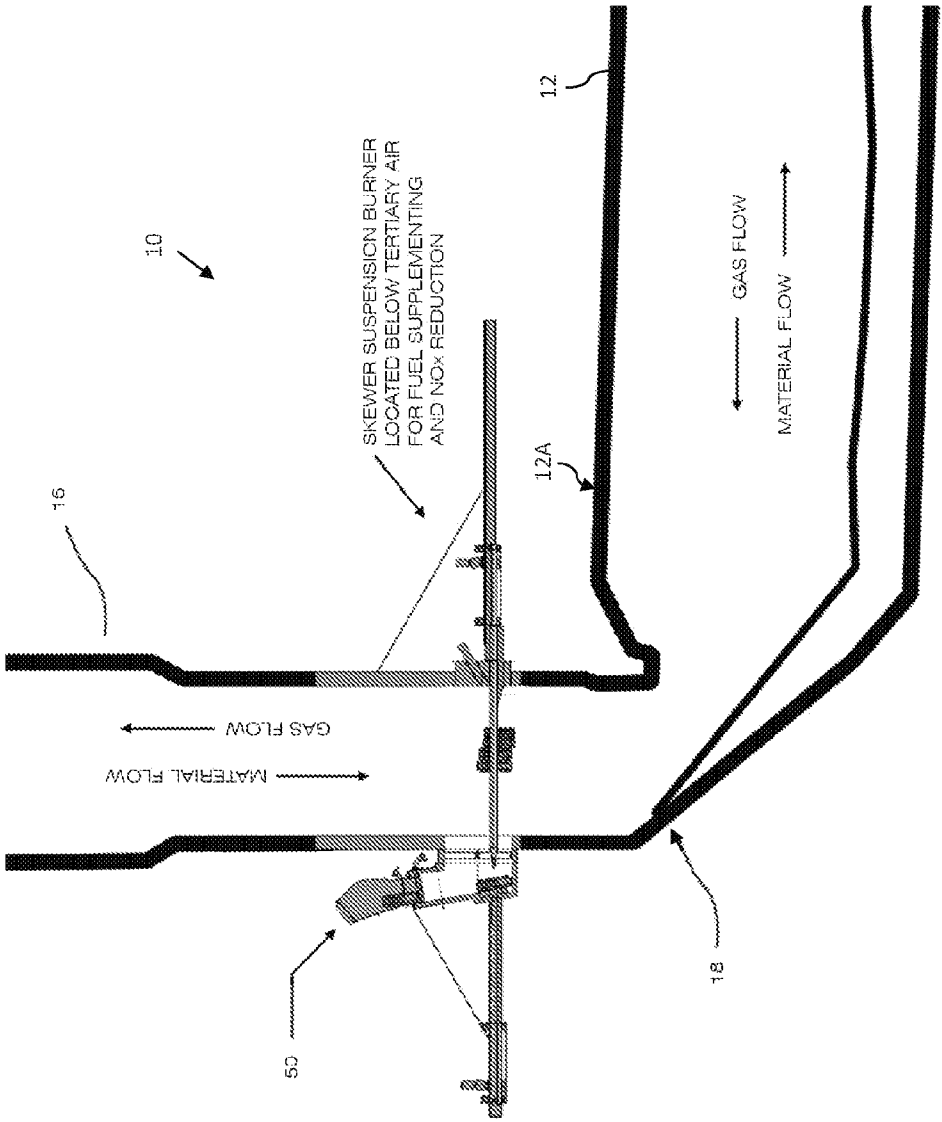 10
12
SKEWER SUSPENSION BURNER
LOCATED BELOW TERTIARY AIR
FOR FUEL SUPPLEMENTING
AND NOx REDUCTION
GAS FLOW
MATERIAL FLOW
12A
16
GAS FLOW
MATERIAL FLOW
50
18